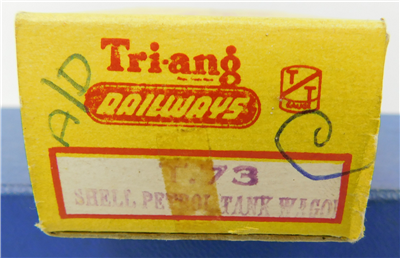 Tri-ang
RAILWAYS
T T
A/D
C
T.73
SHELL PETROL TANK WAGON